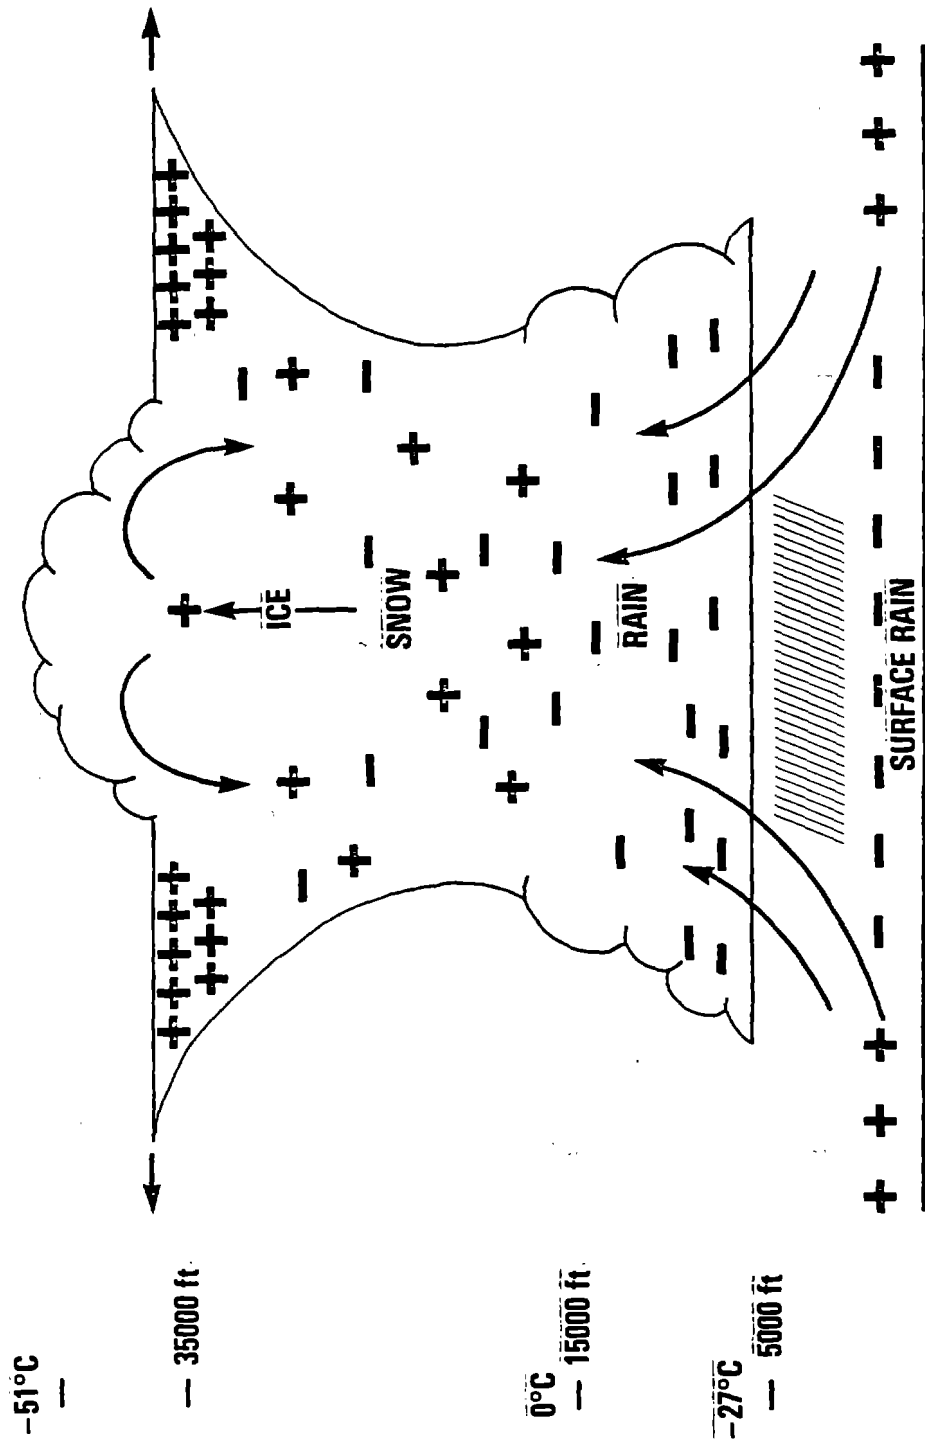 −51°C
35000 ft
0°C
15000 ft
−27°C
5000 ft
ICE
SNOW
RAIN
SURFACE RAIN